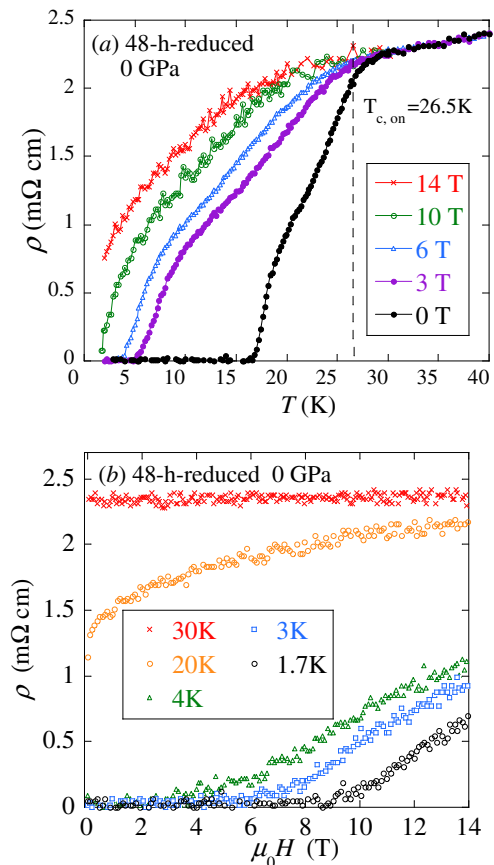 (a) 48-h-reduced
0 GPa
T_c, on =26.5K
14 T
10 T
6 T
3 T
0 T
ρ (mΩ cm)
2.5
2
1.5
1
0.5
0
5 10 15 20 25 30 35 40
T (K)
(b) 48-h-reduced 0 GPa
30K 3K
20K 1.7K
4K
ρ (mΩ cm)
2.5
2
1.5
1
0.5
0
0 2 4 6 8 10 12 14
μ₀H (T)